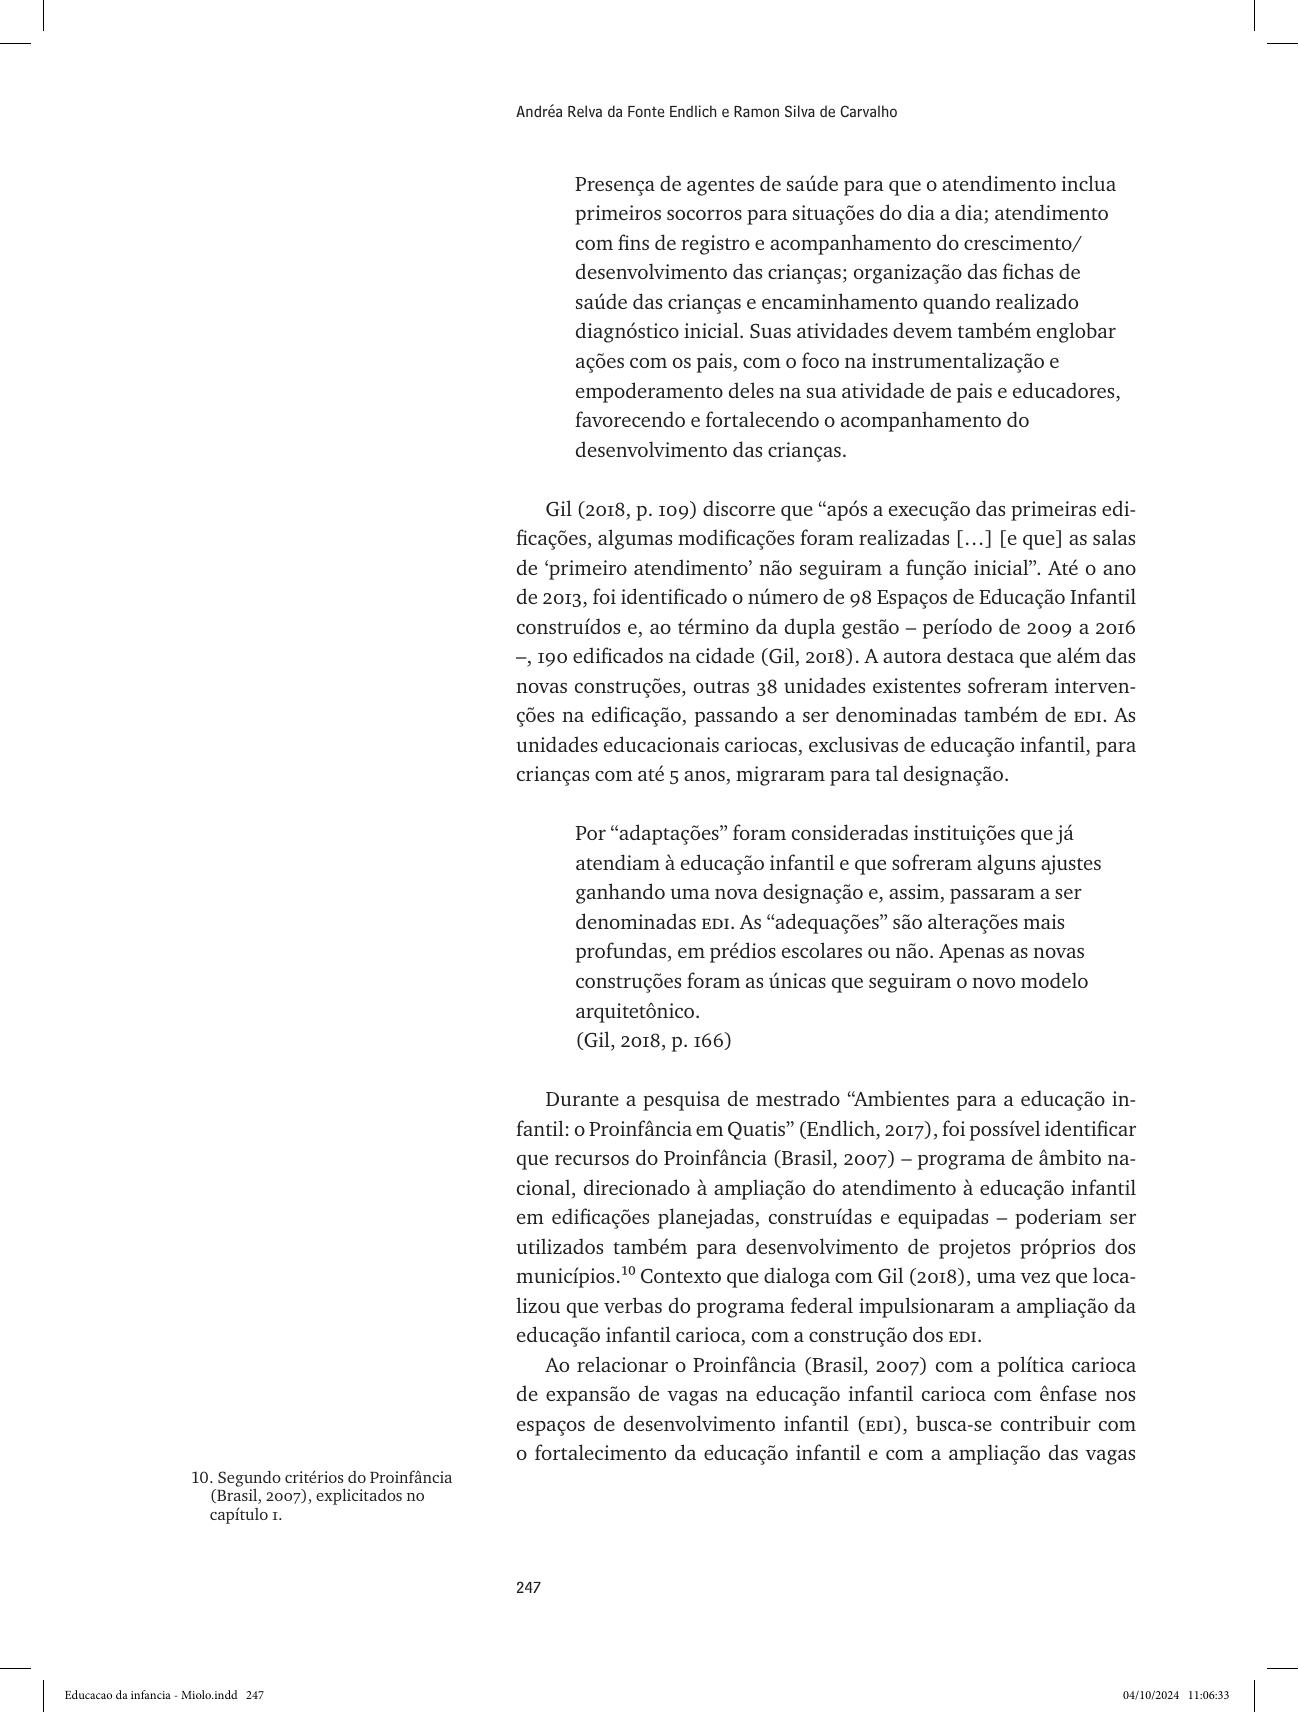 Andréa Relva da Fonte Endlich e Ramon Silva de Carvalho
Presença de agentes de saúde para que o atendimento inclua
primeiros socorros para situações do dia a dia; atendimento
com fins de registro e acompanhamento do crescimento/
desenvolvimento das crianças; organização das fichas de
saúde das crianças e encaminhamento quando realizado
diagnóstico inicial. Suas atividades devem também englobar
ações com os pais, com o foco na instrumentalização e
empoderamento deles na sua atividade de pais e educadores,
favorecendo e fortalecendo o acompanhamento do
desenvolvimento das crianças.
Gil (2018, p. 109) discorre que “após a execução das primeiras edi-
ficações, algumas modificações foram realizadas […] [e que] as salas
de ‘primeiro atendimento’ não seguiram a função inicial”. Até o ano
de 2013, foi identificado o número de 98 Espaços de Educação Infantil
construídos e, ao término da dupla gestão – período de 2009 a 2016
–, 190 edificados na cidade (Gil, 2018). A autora destaca que além das
novas construções, outras 38 unidades existentes sofreram interven-
ções na edificação, passando a ser denominadas também de EDI. As
unidades educacionais cariocas, exclusivas de educação infantil, para
crianças com até 5 anos, migraram para tal designação.
Por “adaptações” foram consideradas instituições que já
atendiam à educação infantil e que sofreram alguns ajustes
ganhando uma nova designação e, assim, passaram a ser
denominadas EDI. As “adequações” são alterações mais
profundas, em prédios escolares ou não. Apenas as novas
construções foram as únicas que seguiram o novo modelo
arquitetônico.
(Gil, 2018, p. 166)
Durante a pesquisa de mestrado “Ambientes para a educação in-
fantil: o Proinfância em Quatis” (Endlich, 2017), foi possível identificar
que recursos do Proinfância (Brasil, 2007) – programa de âmbito na-
cional, direcionado à ampliação do atendimento à educação infantil
em edificações planejadas, construídas e equipadas – poderiam ser
utilizados também para desenvolvimento de projetos próprios dos
municípios.¹⁰ Contexto que dialoga com Gil (2018), uma vez que loca-
lizou que verbas do programa federal impulsionaram a ampliação da
educação infantil carioca, com a construção dos EDI.
Ao relacionar o Proinfância (Brasil, 2007) com a política carioca
de expansão de vagas na educação infantil carioca com ênfase nos
espaços de desenvolvimento infantil (EDI), busca-se contribuir com
o fortalecimento da educação infantil e com a ampliação das vagas
10. Segundo critérios do Proinfância
(Brasil, 2007), explicitados no
capítulo 1.
247
Educacao da infancia - Miolo.indd 247
04/10/2024 11:06:33